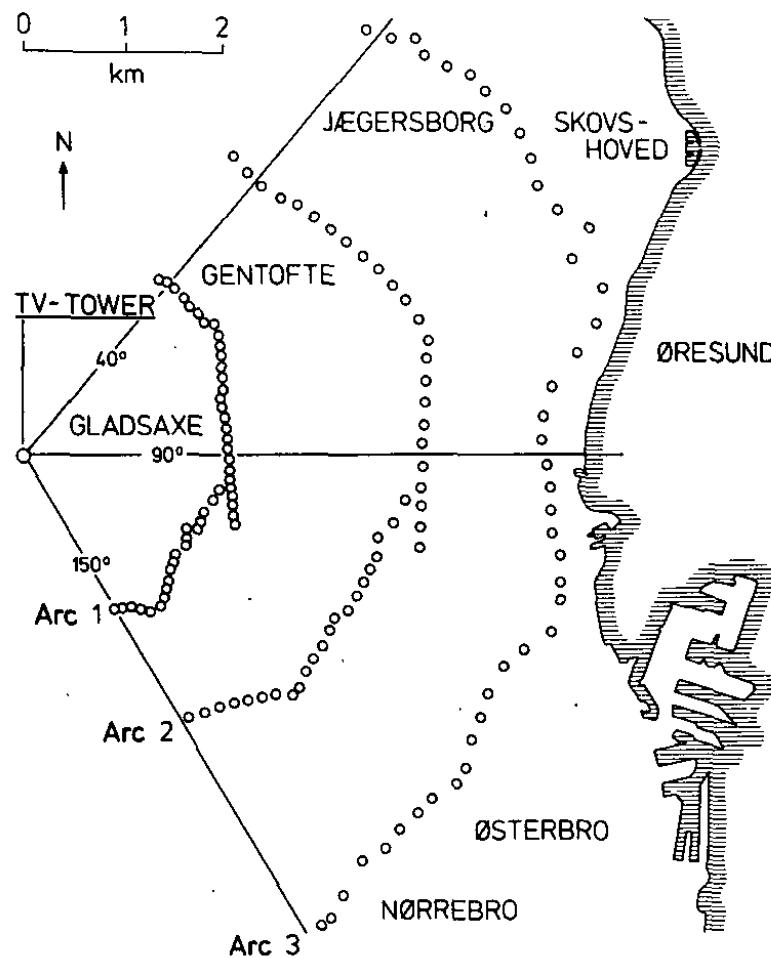 0 1 2
km
N
JÆGERSBORG
SKOVS-
HOVED
GENTOFTE
TV-TOWER
40°
ØRESUND
GLADSAXE
90°
150°
Arc 1
Arc 2
ØSTERBRO
NØRREBRO
Arc 3